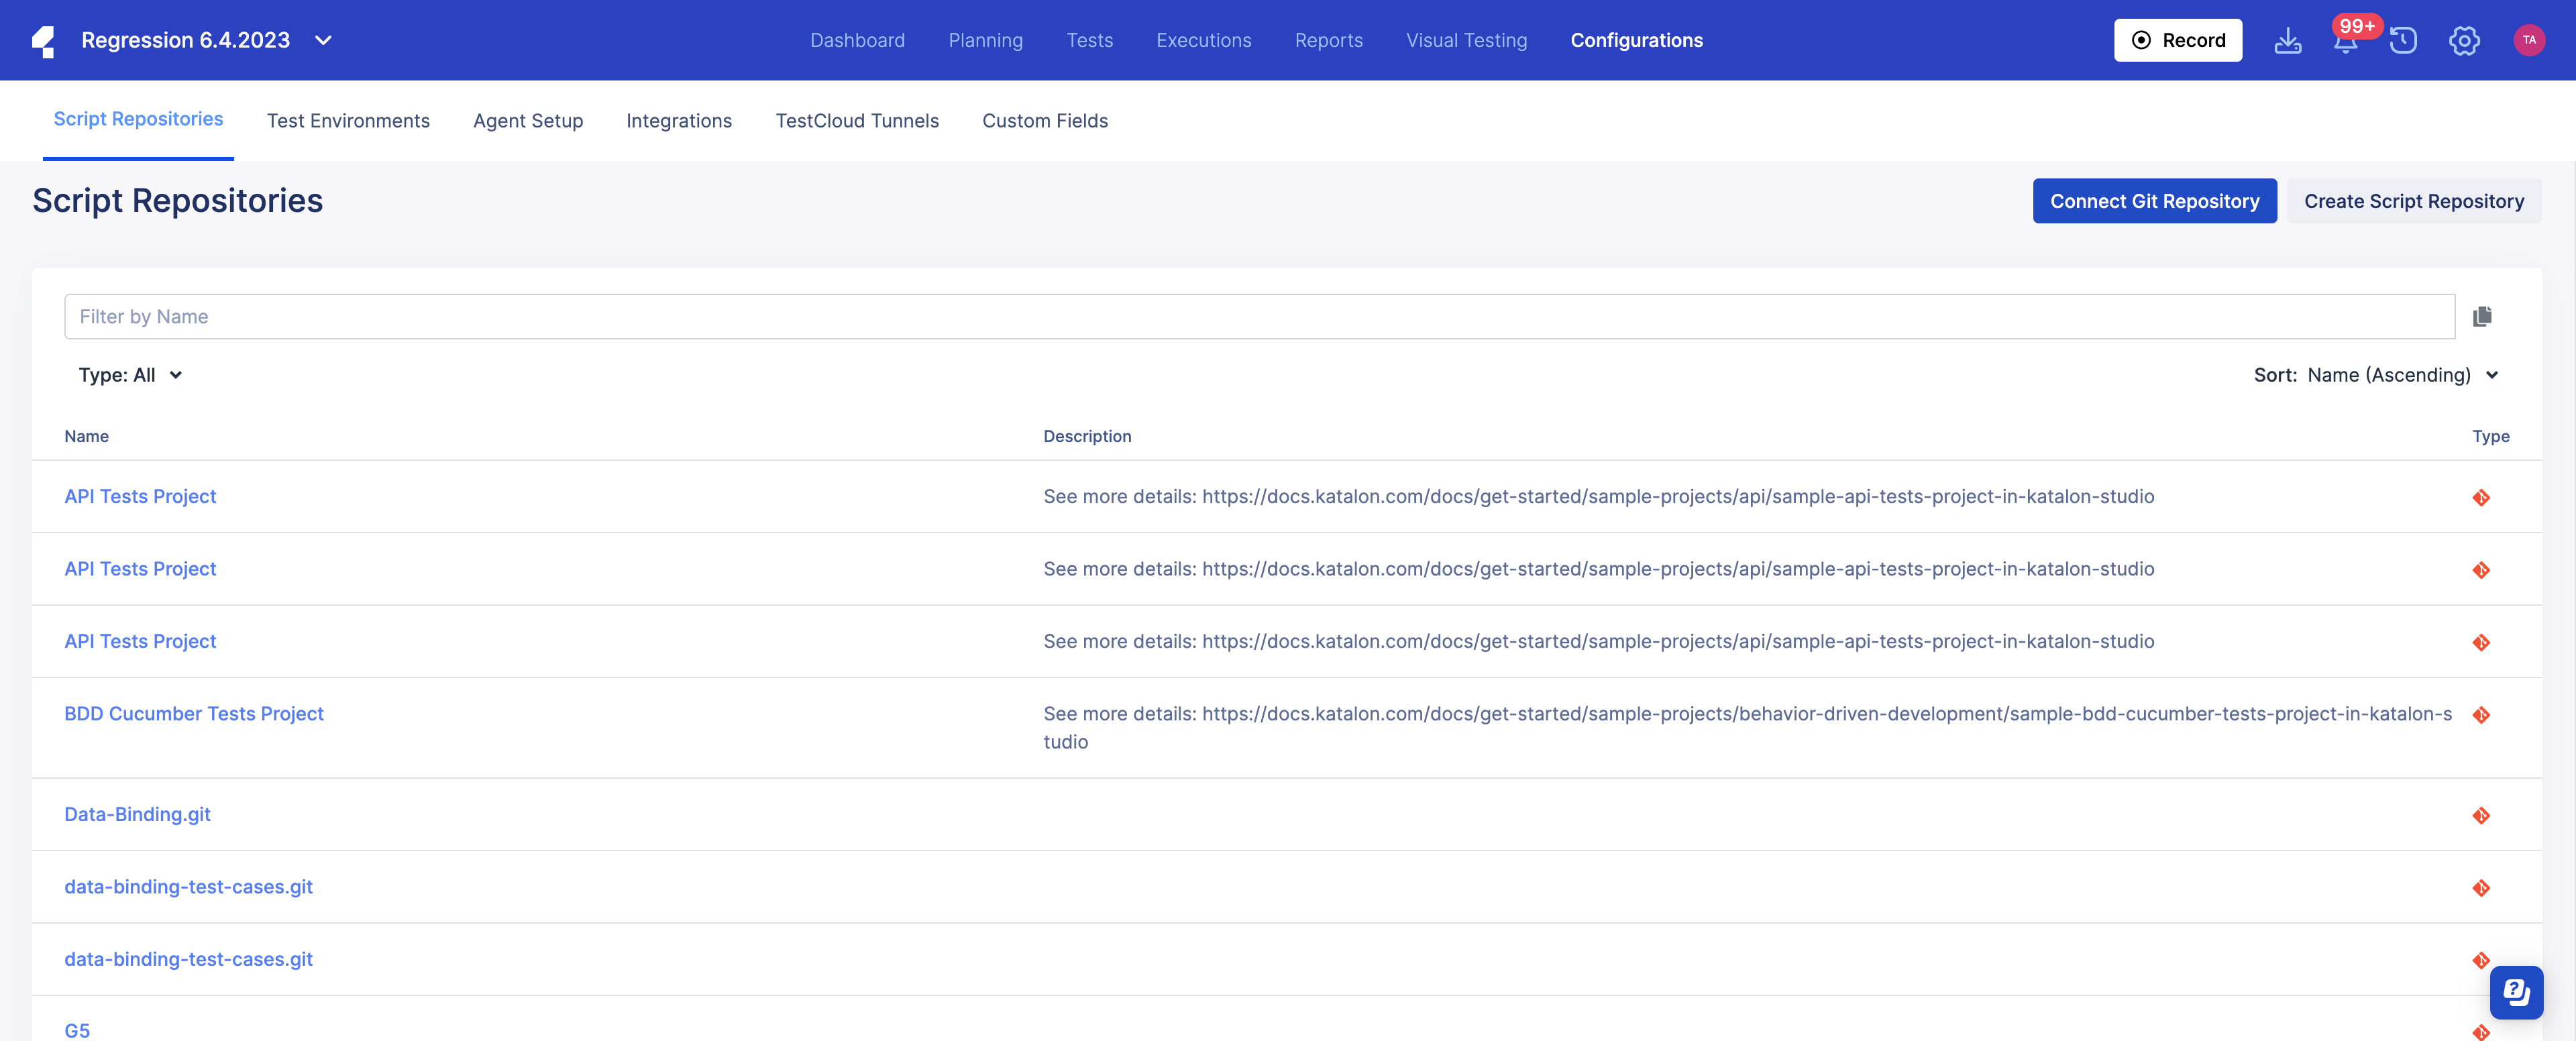 Regression 6.4.2023
Dashboard Planning Tests Executions Reports Visual Testing Configurations
Record
99+
TA
Script Repositories Test Environments Agent Setup Integrations TestCloud Tunnels Custom Fields
Script Repositories
Connect Git Repository Create Script Repository
Filter by Name
Type: All
Sort: Name (Ascending)
Name Description Type
API Tests Project See more details: https://docs.katalon.com/docs/get-started/sample-projects/api/sample-api-tests-project-in-katalon-studio
API Tests Project See more details: https://docs.katalon.com/docs/get-started/sample-projects/api/sample-api-tests-project-in-katalon-studio
API Tests Project See more details: https://docs.katalon.com/docs/get-started/sample-projects/api/sample-api-tests-project-in-katalon-studio
BDD Cucumber Tests Project See more details: https://docs.katalon.com/docs/get-started/sample-projects/behavior-driven-development/sample-bdd-cucumber-tests-project-in-katalon-s
tudio
Data-Binding.git
data-binding-test-cases.git
data-binding-test-cases.git
?
G5